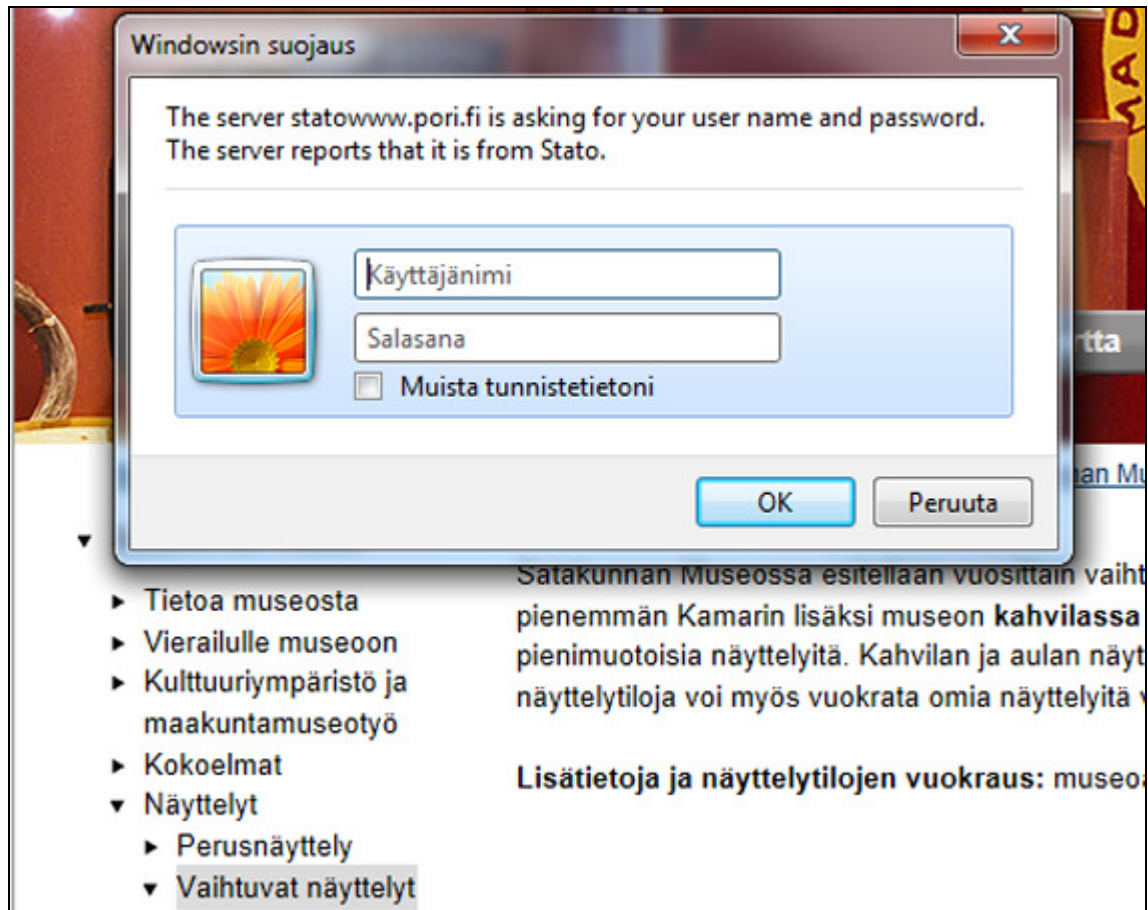 Windowsin suojaus
MAD
The server statowww.pori.fi is asking for your user name and password.
The server reports that it is from Stato.
Käyttäjänimi
Salasana
Muista tunnistetietoni
OK
Peruuta
Tietoa museosta
Vierailulle museoon
Kulttuuriympäristö ja
maakuntamuseotyö
Kokoelmat
Näyttelyt
Perusnäyttely
Vaihtuvat näyttelyt
Satakunnan Museossa esitellään vuosittain vaiht
pienemmän Kamarin lisäksi museon kahvilassa
pienimuotoisia näyttelyitä. Kahvilan ja aulan näyt
näyttelytiloja voi myös vuokrata omia näyttelyitä v
Lisätietoja ja näyttelytilojen vuokraus: museoa